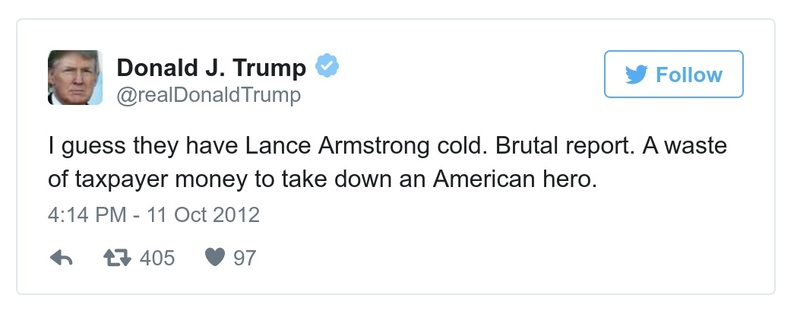 Donald J. Trump
@realDonaldTrump
Follow
I guess they have Lance Armstrong cold. Brutal report. A waste
of taxpayer money to take down an American hero.
4:14 PM - 11 Oct 2012
405 97